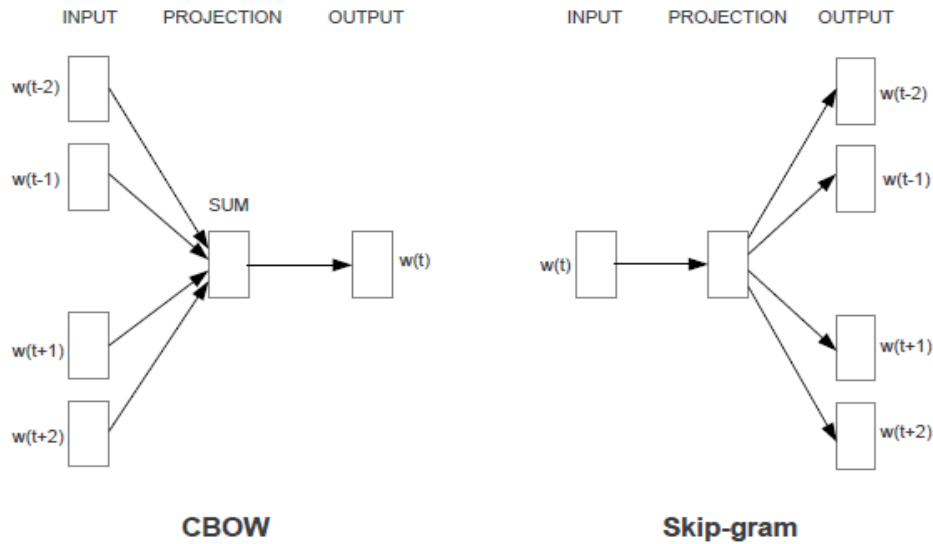 INPUT PROJECTION OUTPUT
w(t-2)
w(t-1)
SUM
w(t)
w(t+1)
w(t+2)
CBOW
INPUT PROJECTION OUTPUT
w(t-2)
w(t-1)
w(t)
w(t+1)
w(t+2)
Skip-gram